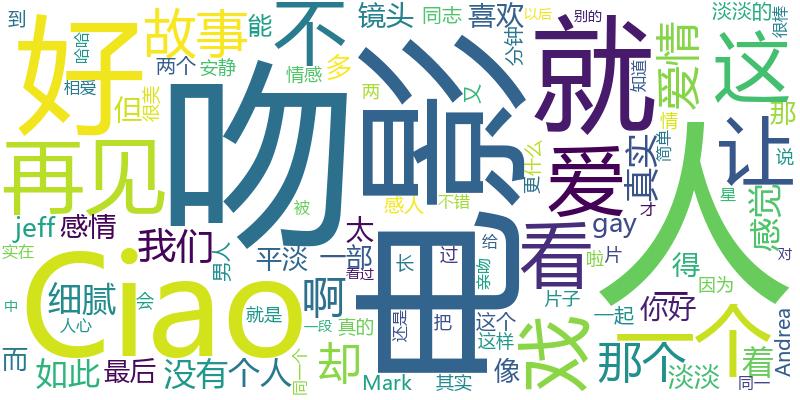 到 哈哈 故事 能 不 镜头 同志 喜欢 以后 别的 淡淡的 很棒
好 两个 安静 情感 多 分钟 就 爱情 这
相爱 但 很美 吻 两 电影 又 知道 情 那 说
再见 更 什么 爱 真实 简单 让 人
jeff 感情 我们 被 感人 不错 看 gay 才 感觉 星 对
实在 男人 平淡 一部 太 长 过 给 亲吻 啦 片 得 因为
Ciao 细腻 啊 看过 还是 把 这个 片子 一起 你好 一个
中 会 就是 一段 真的 这样 戏 那个
而 人心 如此 最后 没有 个人 却 像 淡淡 着
Mark 其实 同一 Andrea